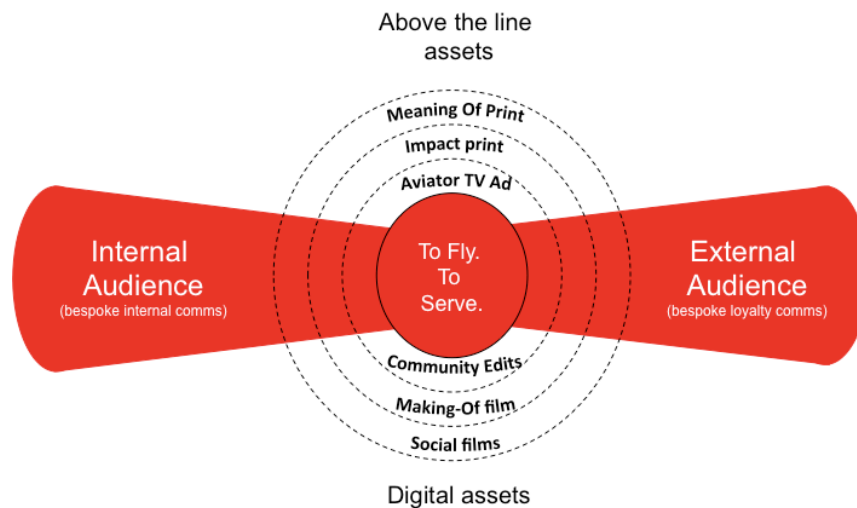 Above the line
assets
Meaning Of Print
Impact print
Aviator TV Ad
Internal
Audience
(bespoke internal comms)
To Fly.
To
Serve.
External
Audience
(bespoke loyalty comms)
Community Edits
Making-Of film
Social films
Digital assets